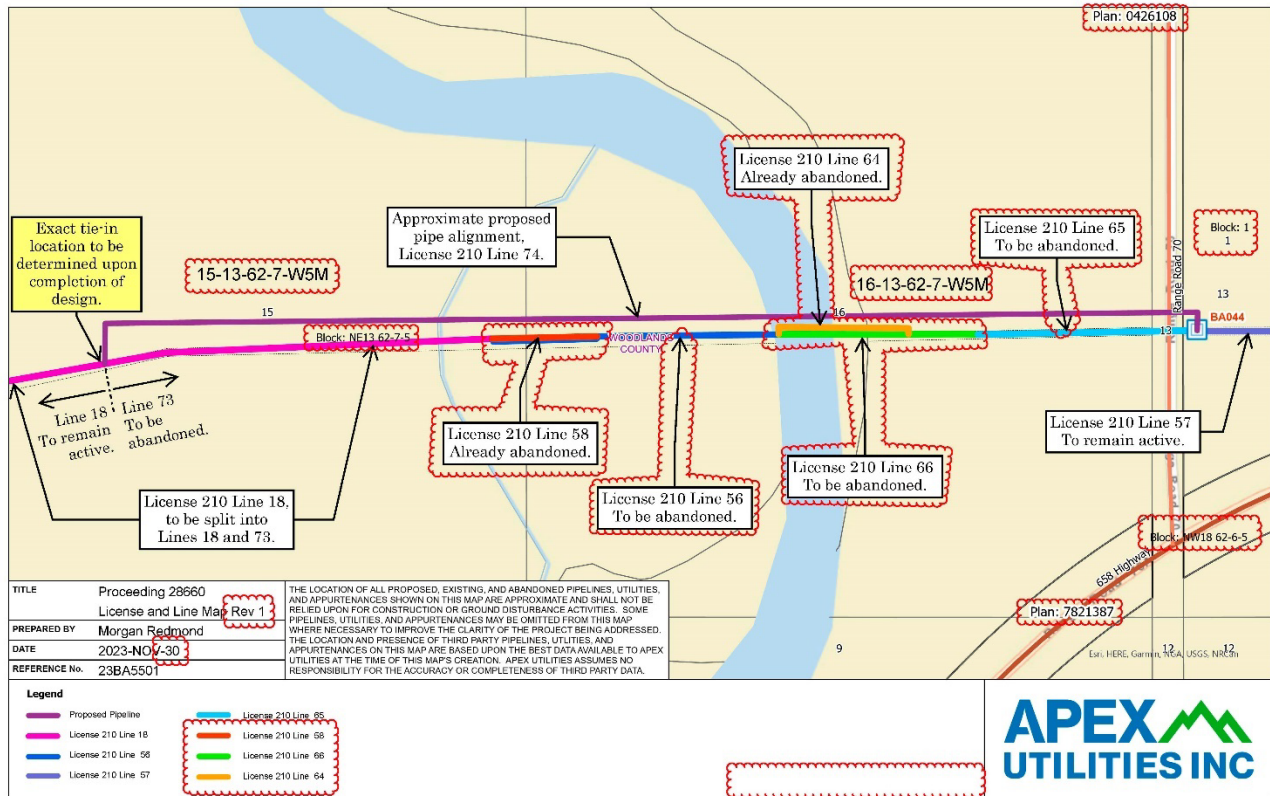 Plan: 0426108
License 210 Line 64
Already abandoned.
Exact tie-in
location to be
determined upon
completion of
design.
Approximate proposed
pipe alignment,
License 210 Line 74.
License 210 Line 65
To be abandoned.
Block: 1
1
Range Road 70
15-13-62-7-W5M
16-13-62-7-W5M
15
16
13
13
BA044
Block: NE13 62-7-5
WOODLANDS
COUNTY
Line 18
To remain
active.
Line 73
To be
abandoned.
License 210 Line 58
Already abandoned.
License 210 Line 56
To be abandoned.
License 210 Line 66
To be abandoned.
License 210 Line 57
To remain active.
License 210 Line 18,
to be split into
Lines 18 and 73.
Block: NW18 62-6-5
658 Highway
Plan: 7821387
9
12
12
Esri, HERE, Garmin, NGA, USGS, NRCan
TITLE Proceeding 28660
License and Line Map Rev 1
PREPARED BY Morgan Redmond
DATE 2023-NOV-30
REFERENCE No. 23BA5501
THE LOCATION OF ALL PROPOSED, EXISTING, AND ABANDONED PIPELINES, UTILITIES,
AND APPURTENANCES SHOWN ON THIS MAP ARE APPROXIMATE AND SHALL NOT BE
RELIED UPON FOR CONSTRUCTION OR GROUND DISTURBANCE ACTIVITIES. SOME
PIPELINES, UTILITIES, AND APPURTENANCES MAY BE OMITTED FROM THIS MAP
WHERE NECESSARY TO IMPROVE THE CLARITY OF THE PROJECT BEING ADDRESSED.
THE LOCATION AND PRESENCE OF THIRD PARTY PIPELINES, UTLITIES, AND
APPURTENANCES ON THIS MAP ARE BASED UPON THE BEST DATA AVAILABLE TO APEX
UTILITIES AT THE TIME OF THIS MAP'S CREATION. APEX UTILITIES ASSUMES NO
RESPONSIBILITY FOR THE ACCURACY OR COMPLETENESS OF THIRD PARTY DATA.
Legend
Proposed Pipeline
License 210 Line 18
License 210 Line 56
License 210 Line 57
License 210 Line 65
License 210 Line 58
License 210 Line 66
License 210 Line 64
APEX
UTILITIES INC